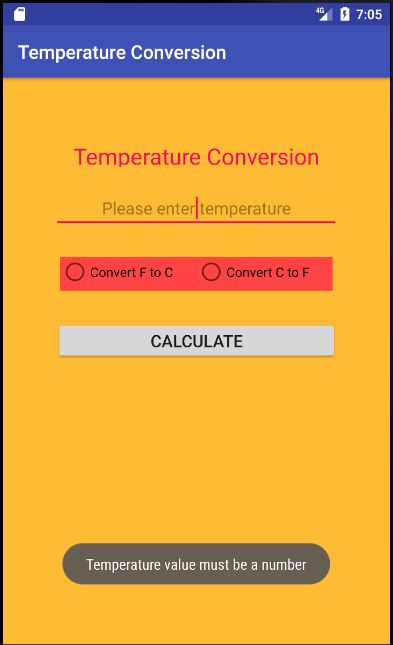 4G 7:05
Temperature Conversion
Temperature Conversion
Please enter temperature
Convert F to C Convert C to F
CALCULATE
Temperature value must be a number